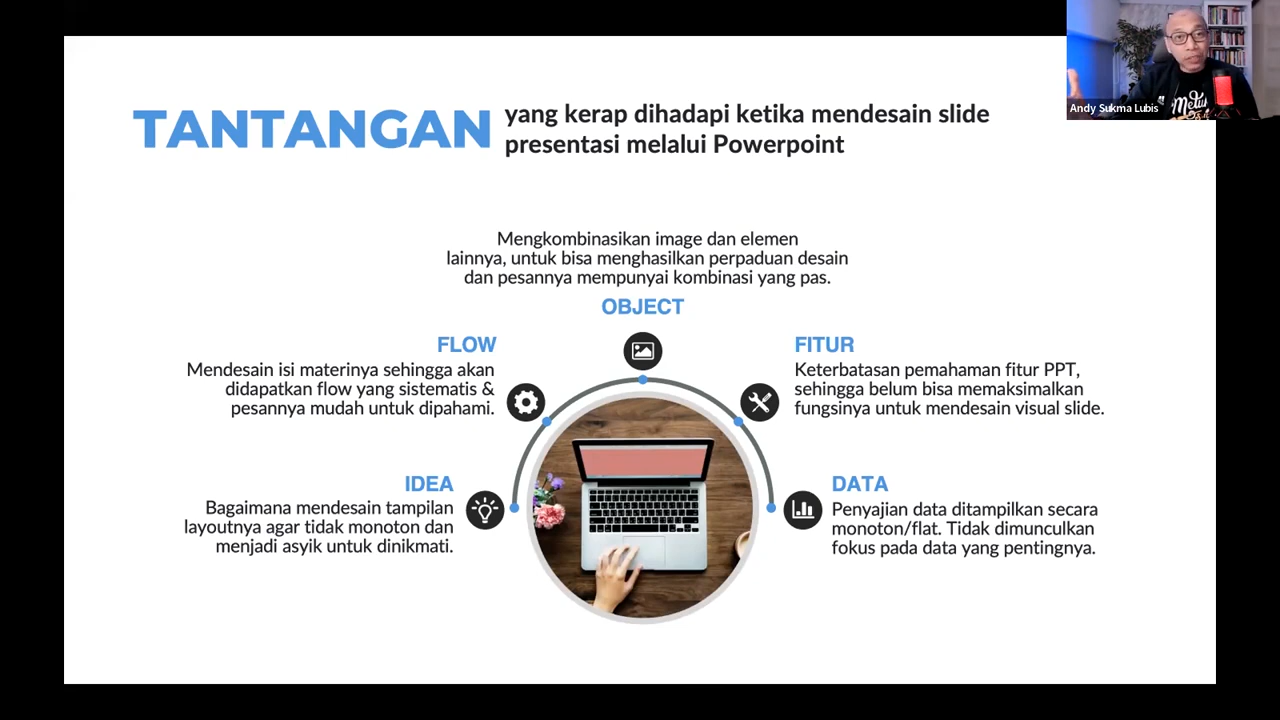 TANTANGAN
yang kerap dihadapi ketika mendesain slide
presentasi melalui Powerpoint
Andy Sukma Lubis
Mengkombinasikan image dan elemen
lainnya, untuk bisa menghasilkan perpaduan desain
dan pesannya mempunyai kombinasi yang pas.
OBJECT
FLOW
Mendesain isi materinya sehingga akan
didapatkan flow yang sistematis &
pesannya mudah untuk dipahami.
FITUR
Keterbatasan pemahaman fitur PPT,
sehingga belum bisa memaksimalkan
fungsinya untuk mendesain visual slide.
IDEA
Bagaimana mendesain tampilan
layoutnya agar tidak monoton dan
menjadi asyik untuk dinikmati.
DATA
Penyajian data ditampilkan secara
monoton/flat. Tidak dimunculkan
fokus pada data yang pentingnya.